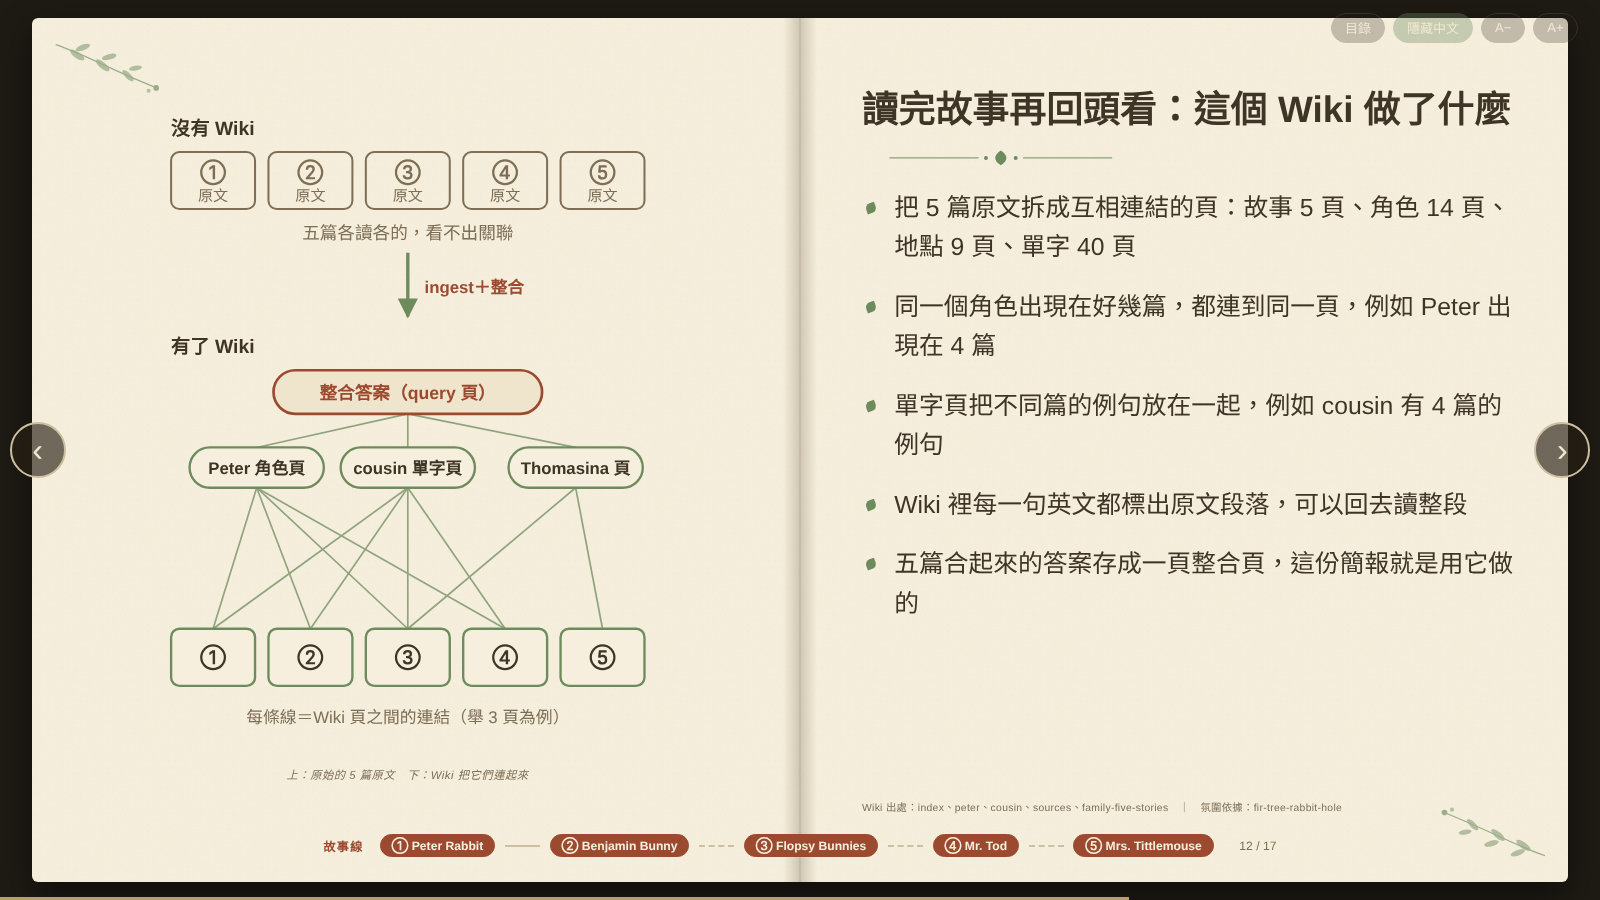 目錄
隱藏中文
A−
A+
沒有 Wiki
① ② ③ ④ ⑤
原文 原文 原文 原文 原文
五篇各讀各的，看不出關聯
ingest＋整合
有了 Wiki
整合答案（query 頁）
Peter 角色頁
cousin 單字頁
Thomasina 頁
① ② ③ ④ ⑤
每條線＝Wiki 頁之間的連結（舉 3 頁為例）
上：原始的 5 篇原文　下：Wiki 把它們連起來
讀完故事再回頭看：這個 Wiki 做了什麼
把 5 篇原文拆成互相連結的頁：故事 5 頁、角色 14 頁、
地點 9 頁、單字 40 頁
同一個角色出現在好幾篇，都連到同一頁，例如 Peter 出
現在 4 篇
單字頁把不同篇的例句放在一起，例如 cousin 有 4 篇的
例句
Wiki 裡每一句英文都標出原文段落，可以回去讀整段
五篇合起來的答案存成一頁整合頁，這份簡報就是用它做
的
Wiki 出處：index、peter、cousin、sources、family-five-stories ｜ 氛圍依據：fir-tree-rabbit-hole
故事線 ① Peter Rabbit ② Benjamin Bunny ③ Flopsy Bunnies ④ Mr. Tod ⑤ Mrs. Tittlemouse 12 / 17
‹
›